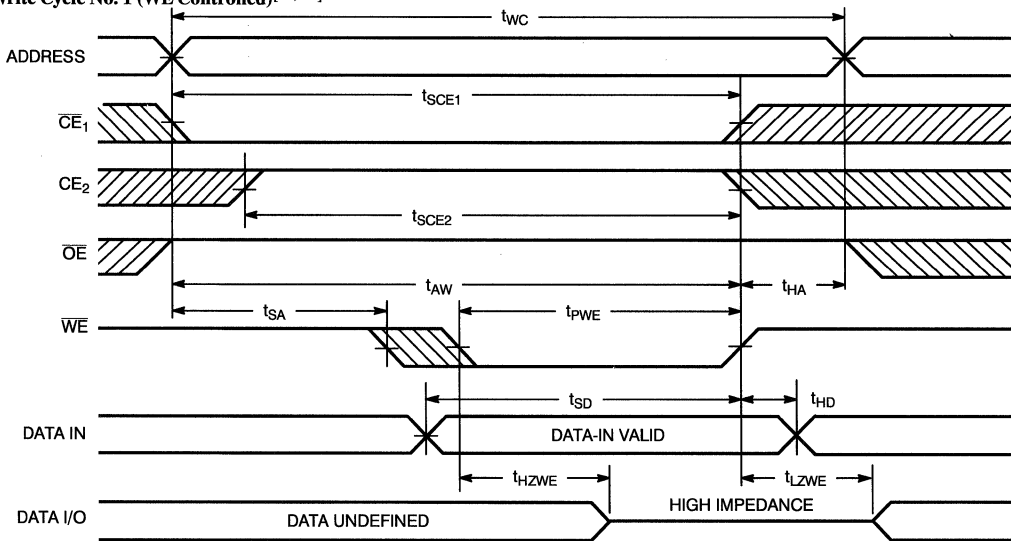 Write Cycle No. 1 (WE Controlled)
tWC
ADDRESS
tSCE1
CE1
CE2
tSCE2
OE
tAW
tHA
tSA
tPWE
WE
tSD
tHD
DATA IN
DATA-IN VALID
tHZWE
tLZWE
HIGH IMPEDANCE
DATA I/O
DATA UNDEFINED